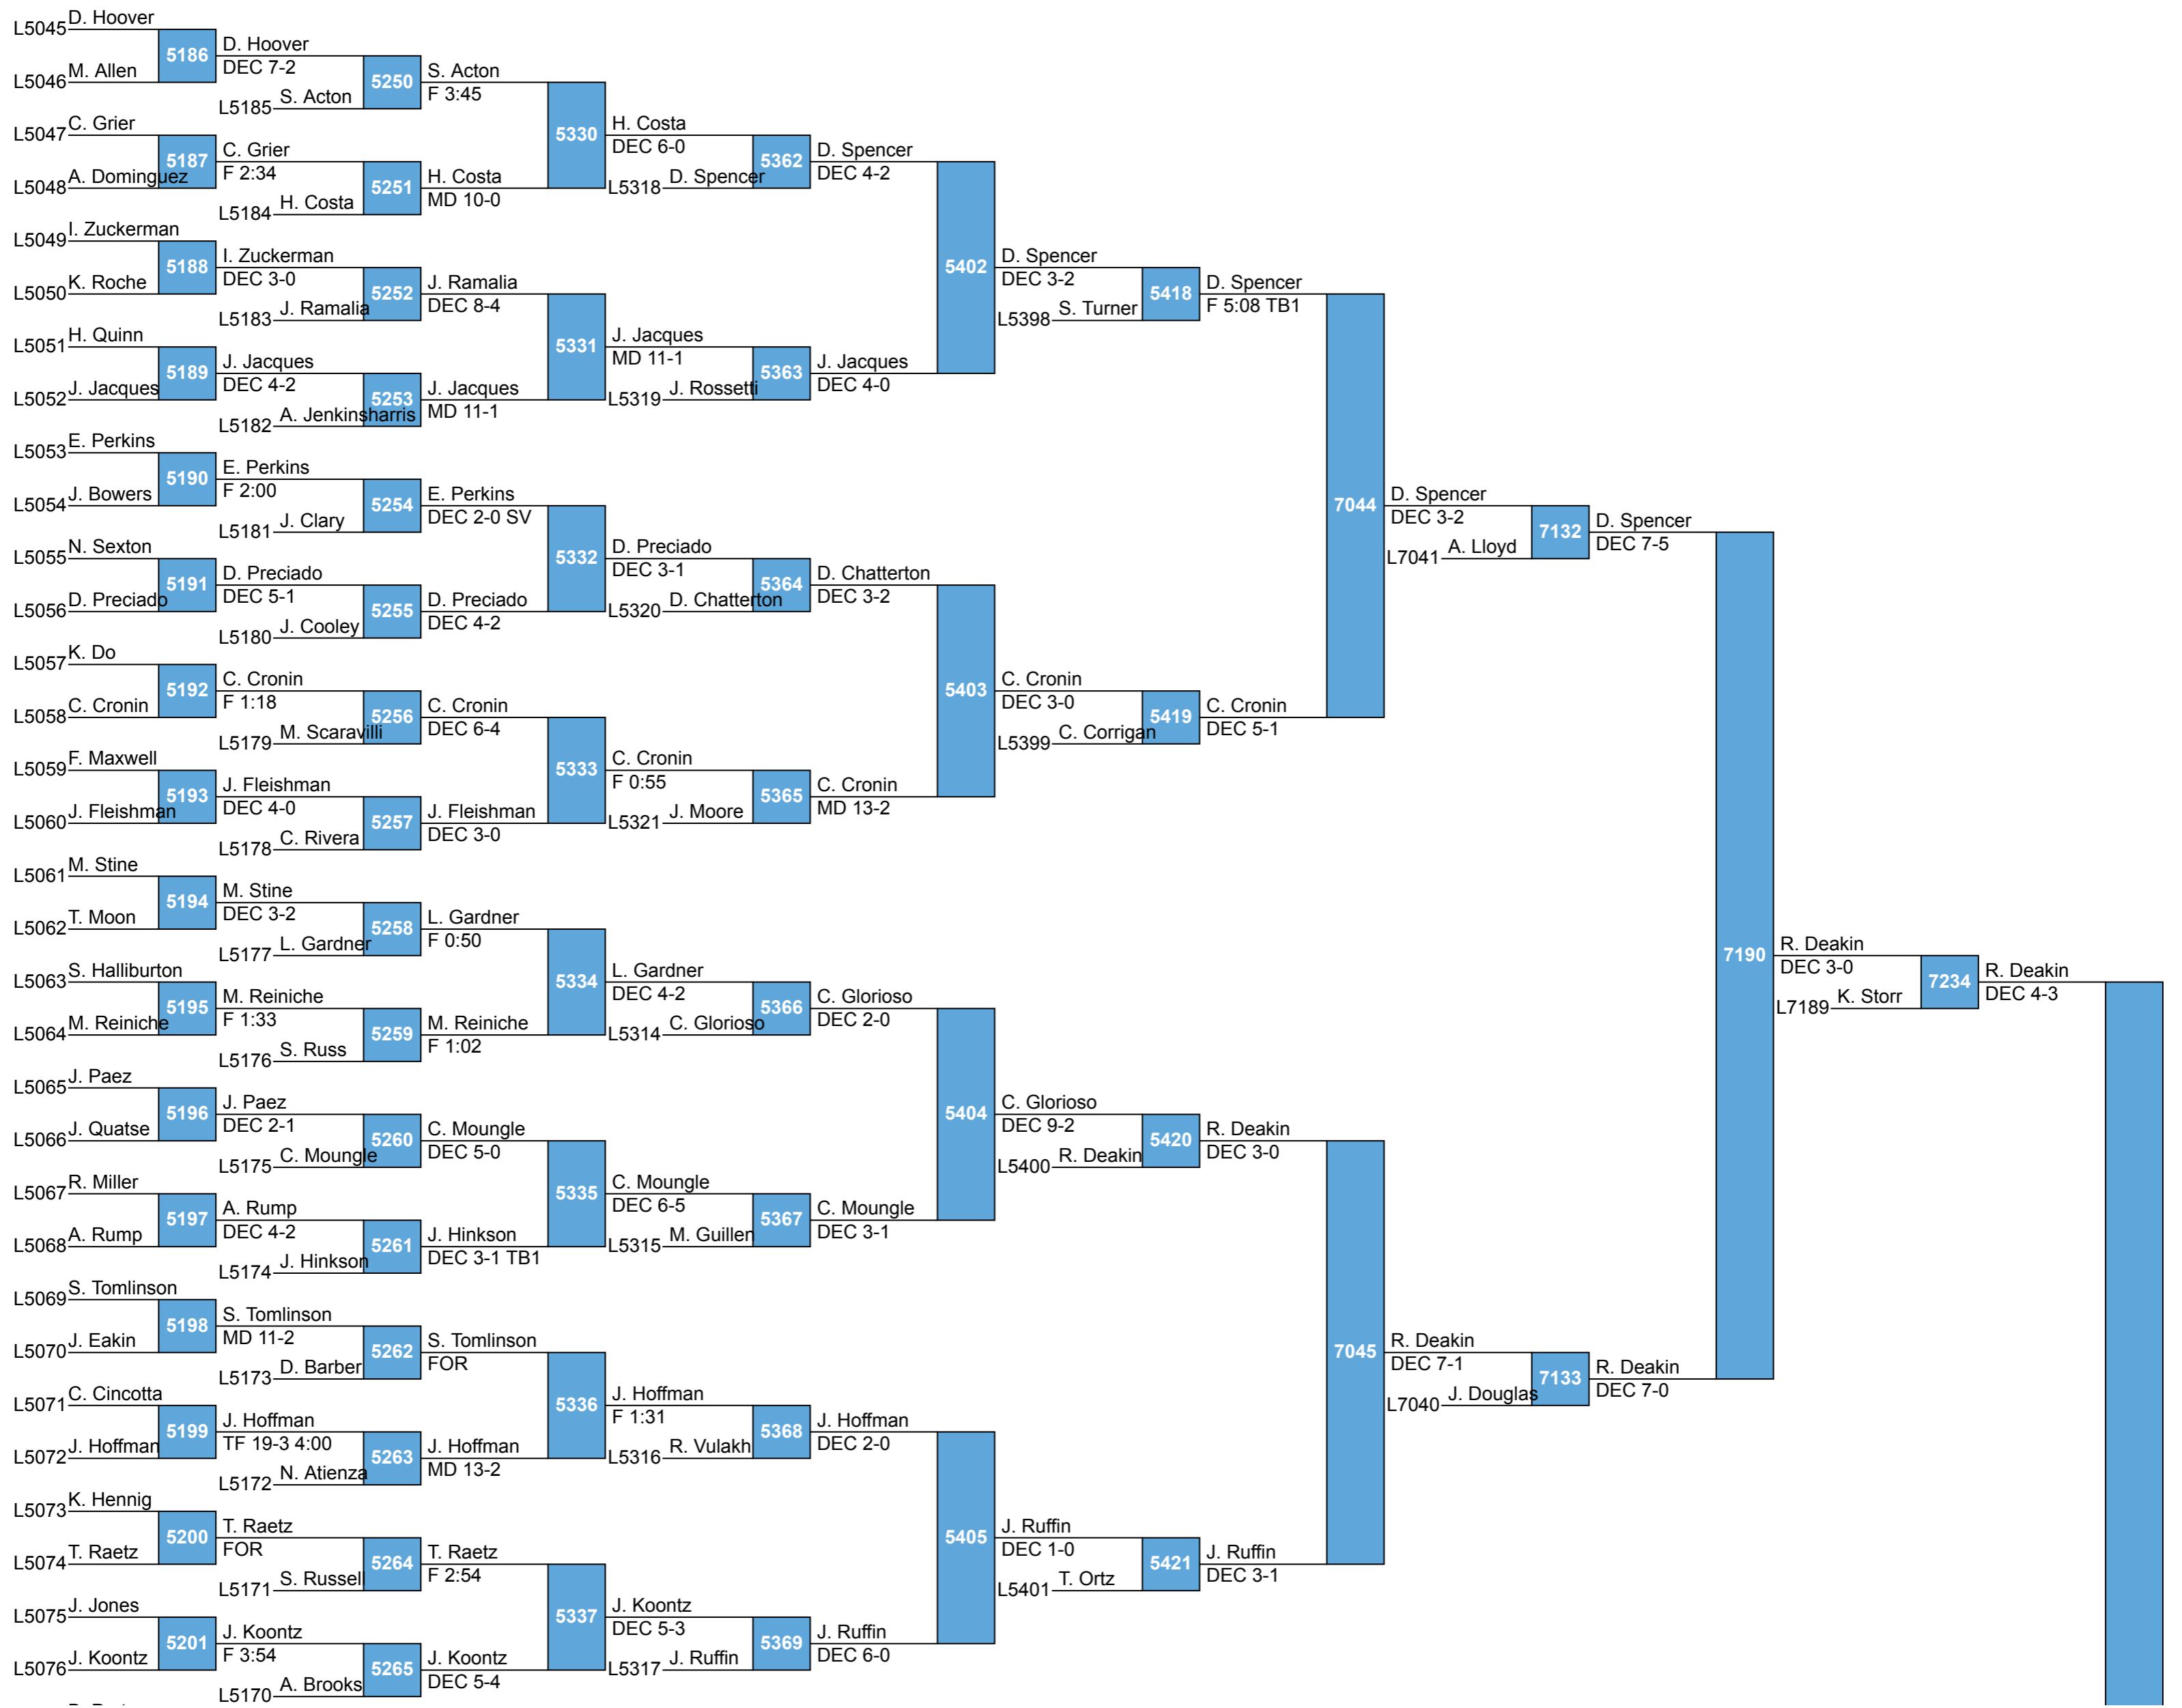 D. Hoover
L5045
5186
D. Hoover
DEC 7-2
M. Allen
L5046
5250
S. Acton
F 3:45
S. Acton
L5185
C. Grier
L5047
5187
C. Grier
F 2:34
A. Dominguez
L5048
5330
H. Costa
DEC 6-0
5251
H. Costa
MD 10-0
H. Costa
L5184
D. Spencer
L5318
5362
D. Spencer
DEC 4-2
I. Zuckerman
L5049
5188
I. Zuckerman
DEC 3-0
K. Roche
L5050
5252
J. Ramalia
DEC 8-4
J. Ramalia
L5183
5402
D. Spencer
DEC 3-2
S. Turner
L5398
5418
D. Spencer
F 5:08 TB1
H. Quinn
L5051
5189
J. Jacques
DEC 4-2
J. Jacques
L5052
5331
J. Jacques
MD 11-1
5253
J. Jacques
MD 11-1
A. Jenkinsharris
L5182
J. Rossetti
L5319
5363
J. Jacques
DEC 4-0
E. Perkins
L5053
5190
E. Perkins
F 2:00
J. Bowers
L5054
5254
E. Perkins
DEC 2-0 SV
J. Clary
L5181
7044
D. Spencer
DEC 3-2
A. Lloyd
L7041
7132
D. Spencer
DEC 7-5
N. Sexton
L5055
5191
D. Preciado
DEC 5-1
D. Preciado
L5056
5332
D. Preciado
DEC 3-1
5255
D. Preciado
DEC 4-2
J. Cooley
L5180
D. Chatterton
L5320
5364
D. Chatterton
DEC 3-2
K. Do
L5057
5192
C. Cronin
F 1:18
C. Cronin
L5058
5256
C. Cronin
DEC 6-4
M. Scaravilli
L5179
5403
C. Cronin
DEC 3-0
C. Corrigan
L5399
5419
C. Cronin
DEC 5-1
F. Maxwell
L5059
5193
J. Fleishman
DEC 4-0
J. Fleishman
L5060
5333
C. Cronin
F 0:55
5257
J. Fleishman
DEC 3-0
C. Rivera
L5178
J. Moore
L5321
5365
C. Cronin
MD 13-2
M. Stine
L5061
5194
M. Stine
DEC 3-2
T. Moon
L5062
5258
L. Gardner
F 0:50
L. Gardner
L5177
7190
R. Deakin
DEC 3-0
K. Storr
L7189
7234
R. Deakin
DEC 4-3
S. Halliburton
L5063
5195
M. Reiniche
F 1:33
M. Reiniche
L5064
5334
L. Gardner
DEC 4-2
5259
M. Reiniche
F 1:02
S. Russ
L5176
C. Glorioso
L5314
5366
C. Glorioso
DEC 2-0
J. Paez
L5065
5196
J. Paez
DEC 2-1
J. Quatse
L5066
5260
C. Moungle
DEC 5-0
C. Moungle
L5175
5404
C. Glorioso
DEC 9-2
R. Deakin
L5400
5420
R. Deakin
DEC 3-0
R. Miller
L5067
5197
A. Rump
DEC 4-2
A. Rump
L5068
5335
C. Moungle
DEC 6-5
5261
J. Hinkson
DEC 3-1 TB1
J. Hinkson
L5174
M. Guillen
L5315
5367
C. Moungle
DEC 3-1
S. Tomlinson
L5069
5198
S. Tomlinson
MD 11-2
J. Eakin
L5070
5262
S. Tomlinson
FOR
D. Barber
L5173
7045
R. Deakin
DEC 7-1
J. Douglas
L7040
7133
R. Deakin
DEC 7-0
C. Cincotta
L5071
5199
J. Hoffman
TF 19-3 4:00
J. Hoffman
L5072
5336
J. Hoffman
F 1:31
5263
J. Hoffman
MD 13-2
N. Atienza
L5172
R. Vulakh
L5316
5368
J. Hoffman
DEC 2-0
K. Hennig
L5073
5200
T. Raetz
FOR
T. Raetz
L5074
5264
T. Raetz
F 2:54
S. Russell
L5171
5405
J. Ruffin
DEC 1-0
T. Ortz
L5401
5421
J. Ruffin
DEC 3-1
J. Jones
L5075
5201
J. Koontz
F 3:54
J. Koontz
L5076
5337
J. Koontz
DEC 5-3
5265
J. Koontz
DEC 5-4
A. Brooks
L5170
J. Ruffin
L5317
5369
J. Ruffin
DEC 6-0